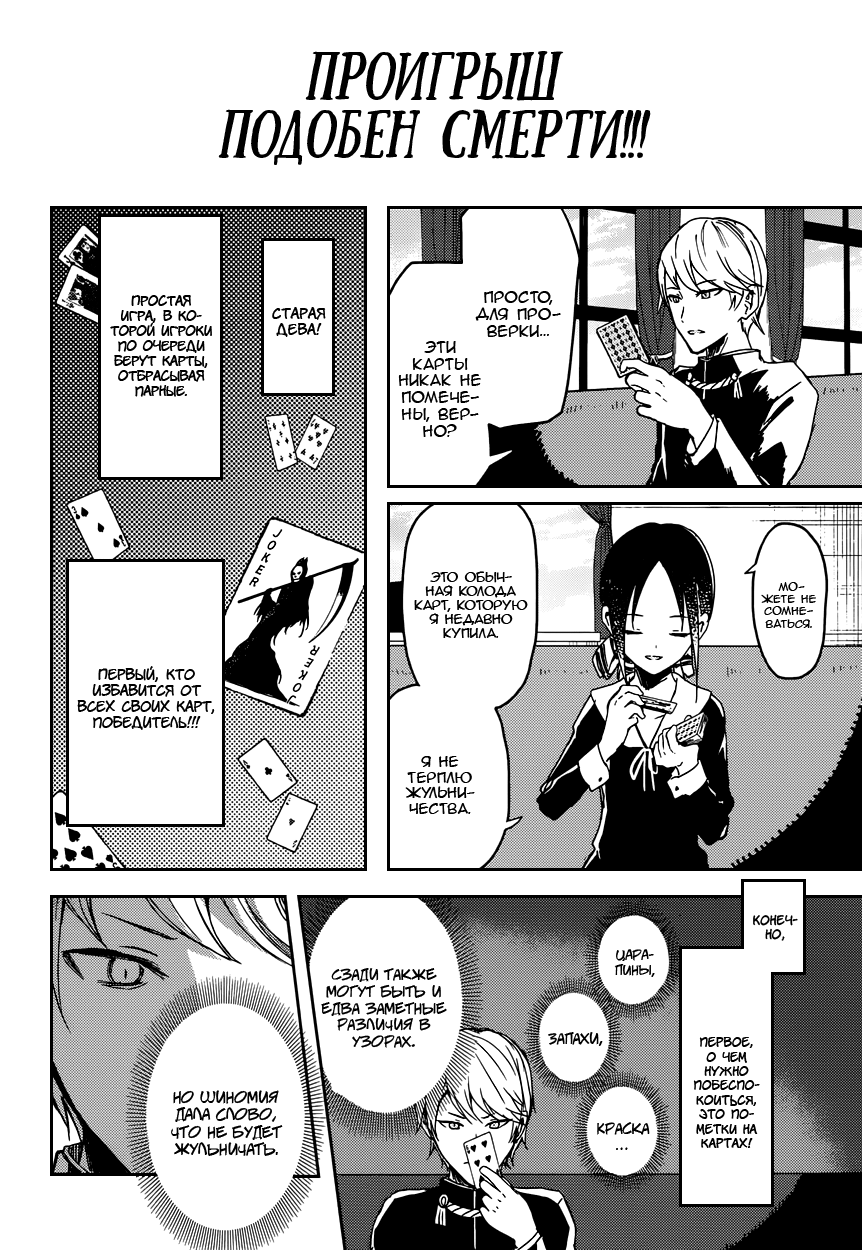 ПРОИГРЫШ
ПОДОБЕН СМЕРТИ!!!
ПРОСТО,
ДЛЯ ПРО-
ВЕРКИ...
ЭТИ
КАРТЫ
НИКАК НЕ
ПОМЕЧЕ-
НЫ, ВЕР-
НО?
СТАРАЯ
ДЕВА!
ПРОСТАЯ
ИГРА, В КО-
ТОРОЙ ИГРОКИ
ПО ОЧЕРЕДИ
БЕРУТ КАРТЫ,
ОТБРАСЫВАЯ
ПАРНЫЕ.
JOKER
JOKER
ПЕРВЫЙ, КТО
ИЗБАВИТСЯ ОТ
ВСЕХ СВОИХ КАРТ,
ПОБЕДИТЕЛЬ!!!
МО-
ЖЕТЕ НЕ
СОМНЕ-
ВАТЬСЯ.
ЭТО ОБЫЧ-
НАЯ КОЛОДА
КАРТ, КОТОРУЮ
Я НЕДАВНО
КУПИЛА.
Я НЕ
ТЕРПЛЮ
ЖУЛЬНИ-
ЧЕСТВА.
КОНЕЧ-
НО,
ПЕРВОЕ,
О ЧЕМ
НУЖНО
ПОБЕСПО-
КОИТЬСЯ,
ЭТО ПО-
МЕТКИ НА
КАРТАХ!
ЦАРА-
ПИНЫ,
ЗАПАХИ,
КРАСКА
...
СЗАДИ ТАКЖЕ
МОГУТ БЫТЬ И
ЕДВА ЗАМЕТНЫЕ
РАЗЛИЧИЯ В
УЗОРАХ.
НО ШИНОМИЯ
ДАЛА СЛОВО,
ЧТО НЕ БУДЕТ
ЖУЛЬНИЧАТЬ.